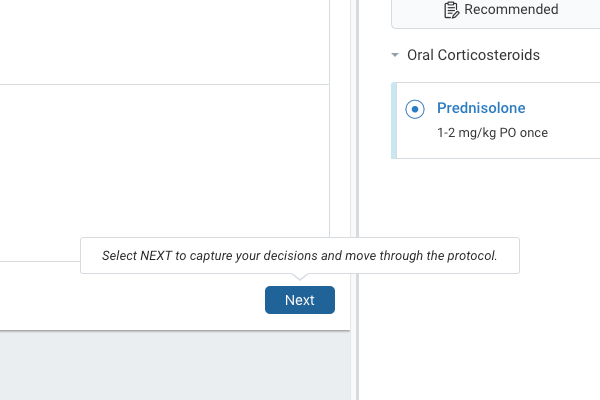 Recommended
Oral Corticosteroids
Prednisolone
1-2 mg/kg PO once
Select NEXT to capture your decisions and move through the protocol.
Next